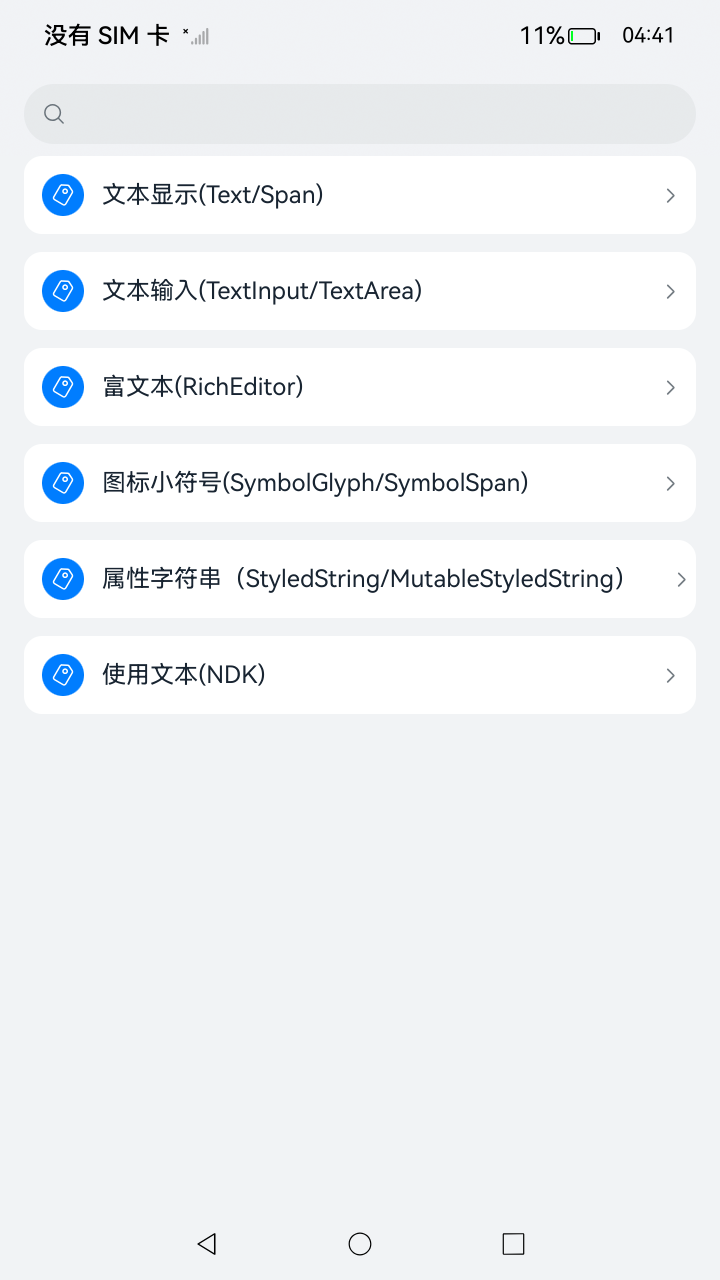 没有 SIM 卡
11%
04:41
文本显示(Text/Span)
文本输入(TextInput/TextArea)
富文本(RichEditor)
图标小符号(SymbolGlyph/SymbolSpan)
属性字符串（StyledString/MutableStyledString）
使用文本(NDK)